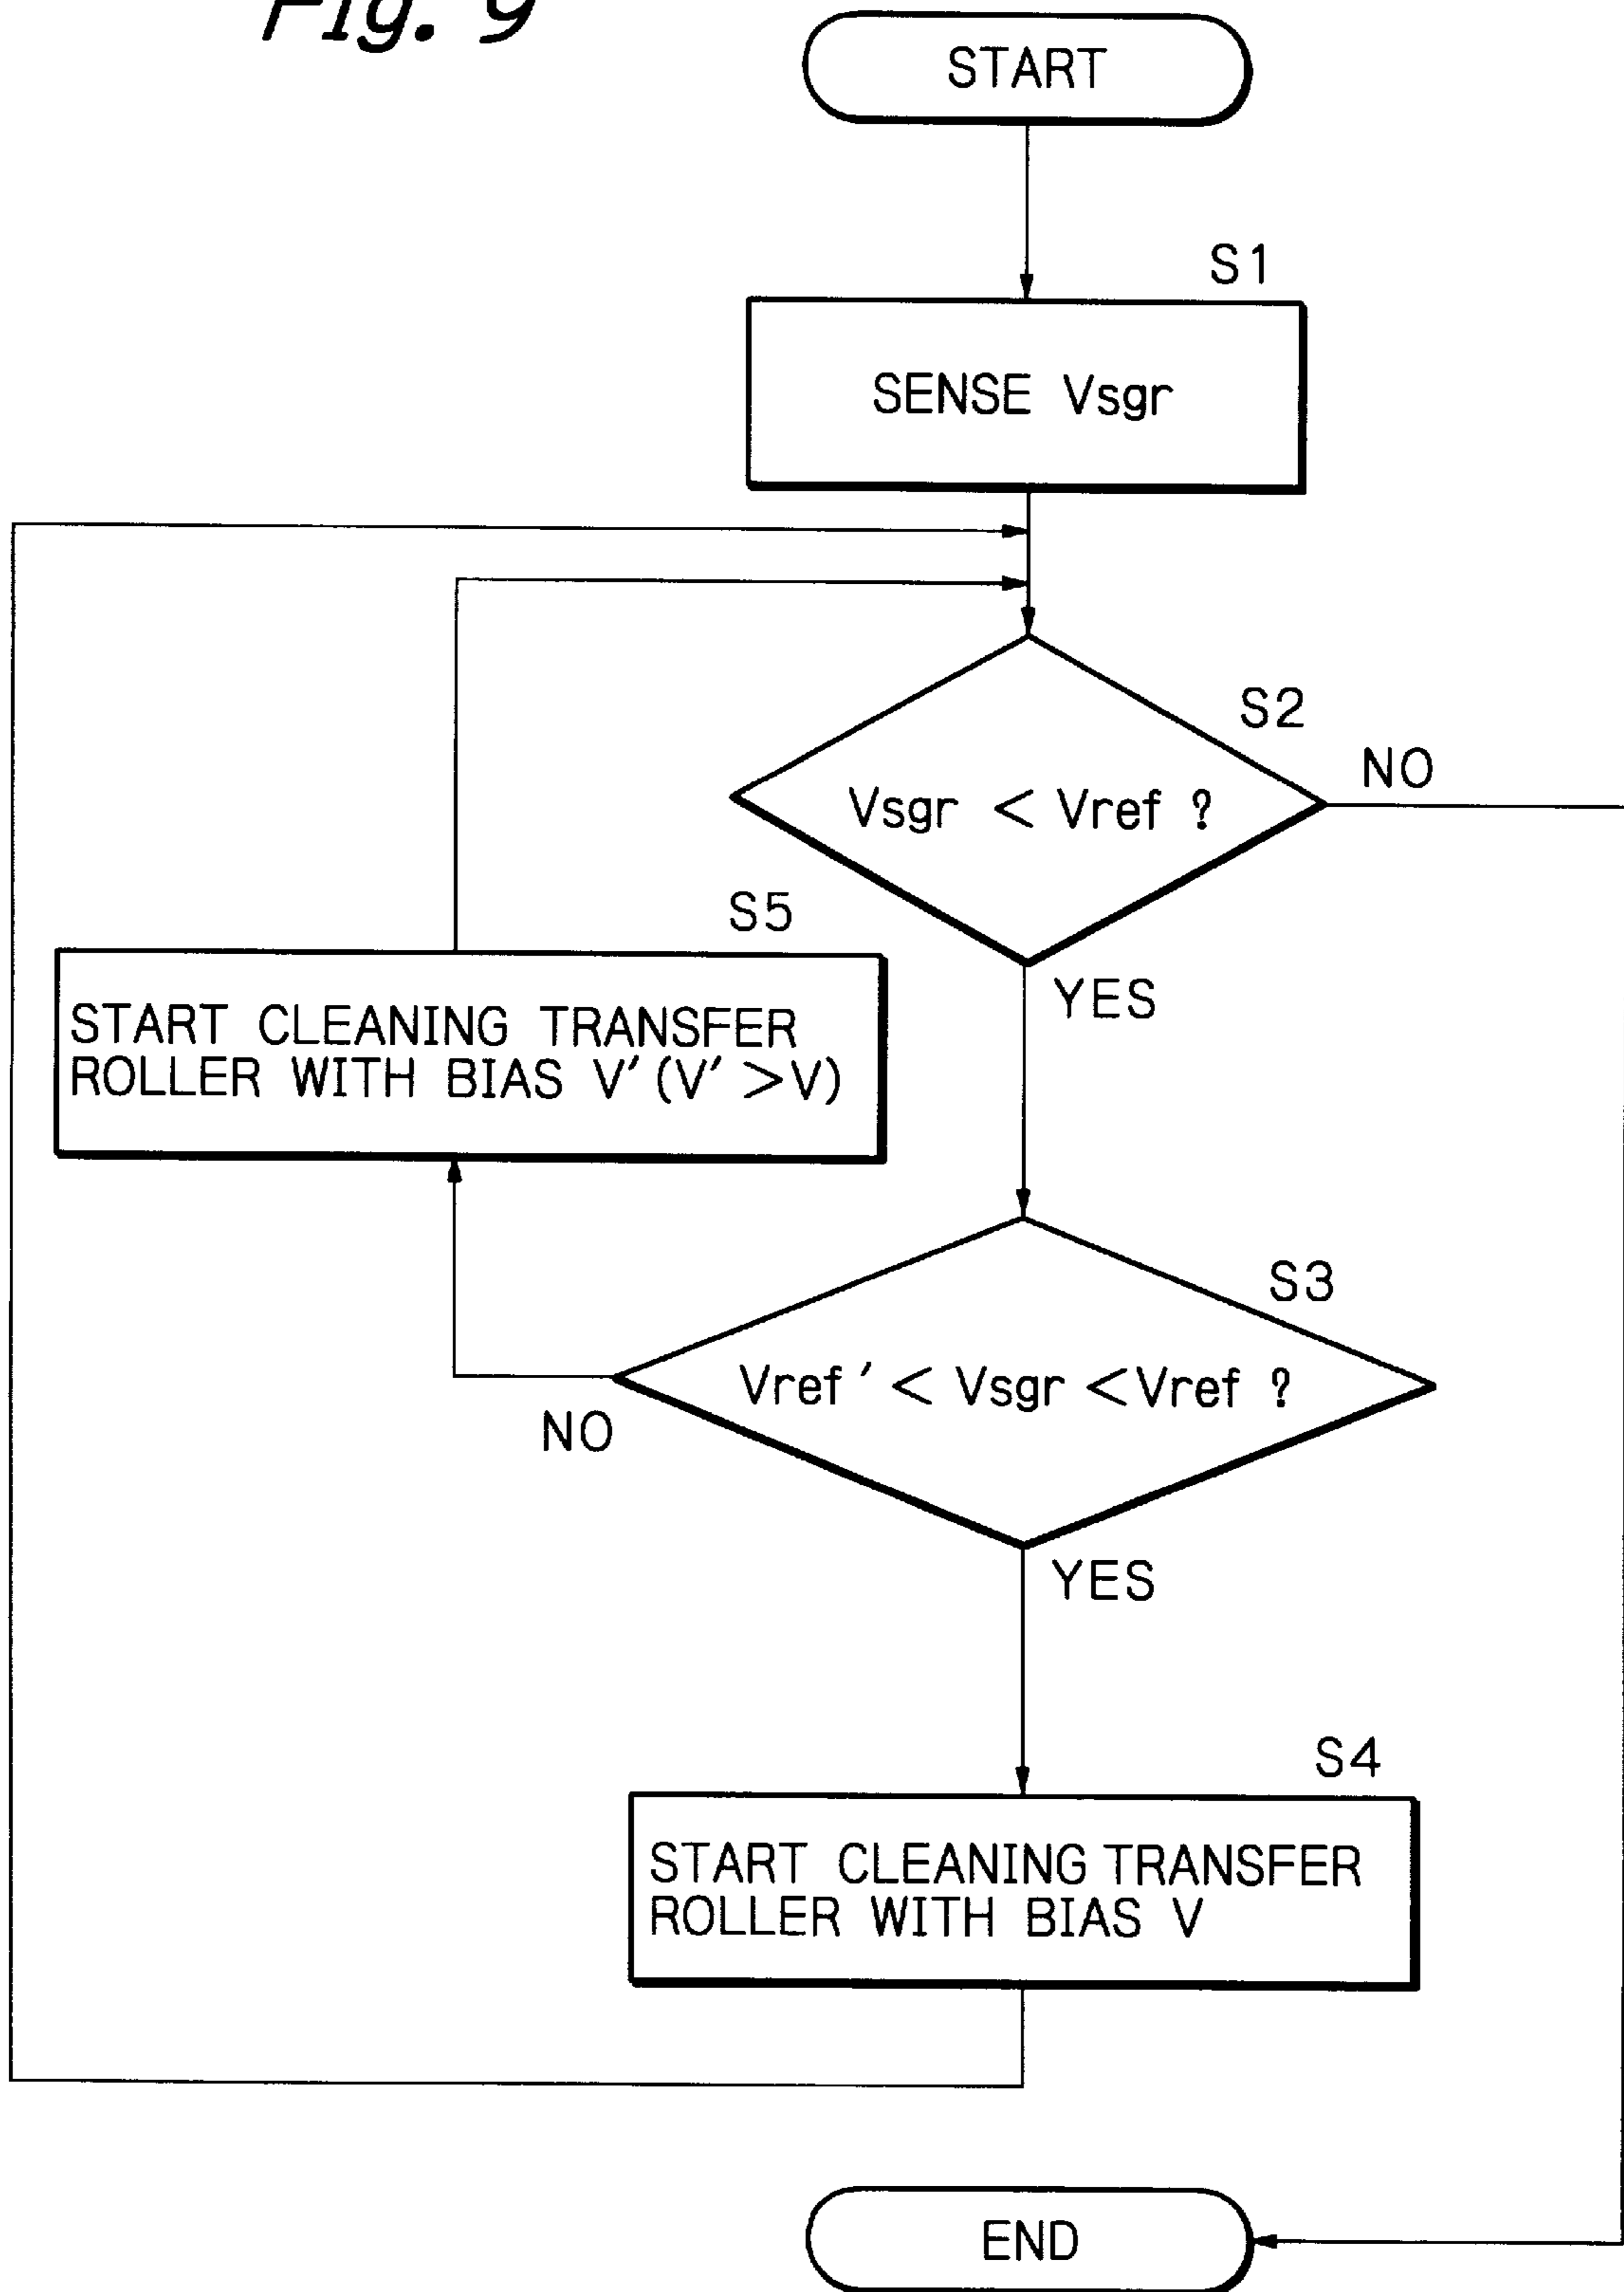 Fig. 9
START
S1
SENSE Vsgr
S2
Vsgr < Vref ?
NO
YES
S5
START CLEANING TRANSFER
ROLLER WITH BIAS V' (V' > V)
S3
Vref' < Vsgr < Vref ?
NO
YES
S4
START CLEANING TRANSFER
ROLLER WITH BIAS V
END